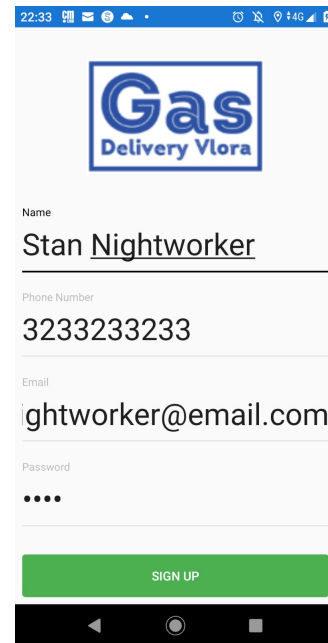 22:33
4G
Gas
Delivery Vlora
Name
Stan Nightworker
Phone Number
3233233233
Email
ightworker@email.com
Password
••••
SIGN UP